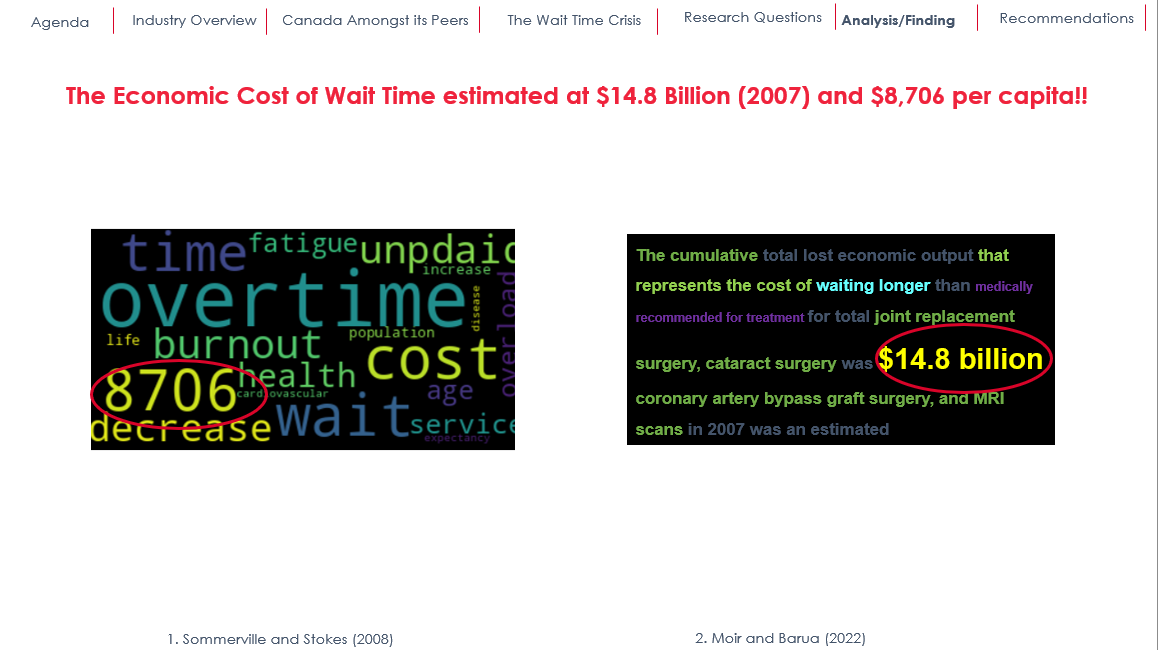 Agenda
Industry Overview
Canada Amongst its Peers
The Wait Time Crisis
Research Questions
Analysis/Finding
Recommendations
The Economic Cost of Wait Time estimated at $14.8 Billion (2007) and $8,706 per capita!!
time
fatigue
unpdaid
increase
overtime
disease
overload
life
burnout
population
cost
8706
health
cardiovascular
age
wait
decrease
service
expectancy
The cumulative total lost economic output that
represents the cost of waiting longer than medically
recommended for treatment for total joint replacement
surgery, cataract surgery was $14.8 billion
coronary artery bypass graft surgery, and MRI
scans in 2007 was an estimated
1. Sommerville and Stokes (2008)
2. Moir and Barua (2022)